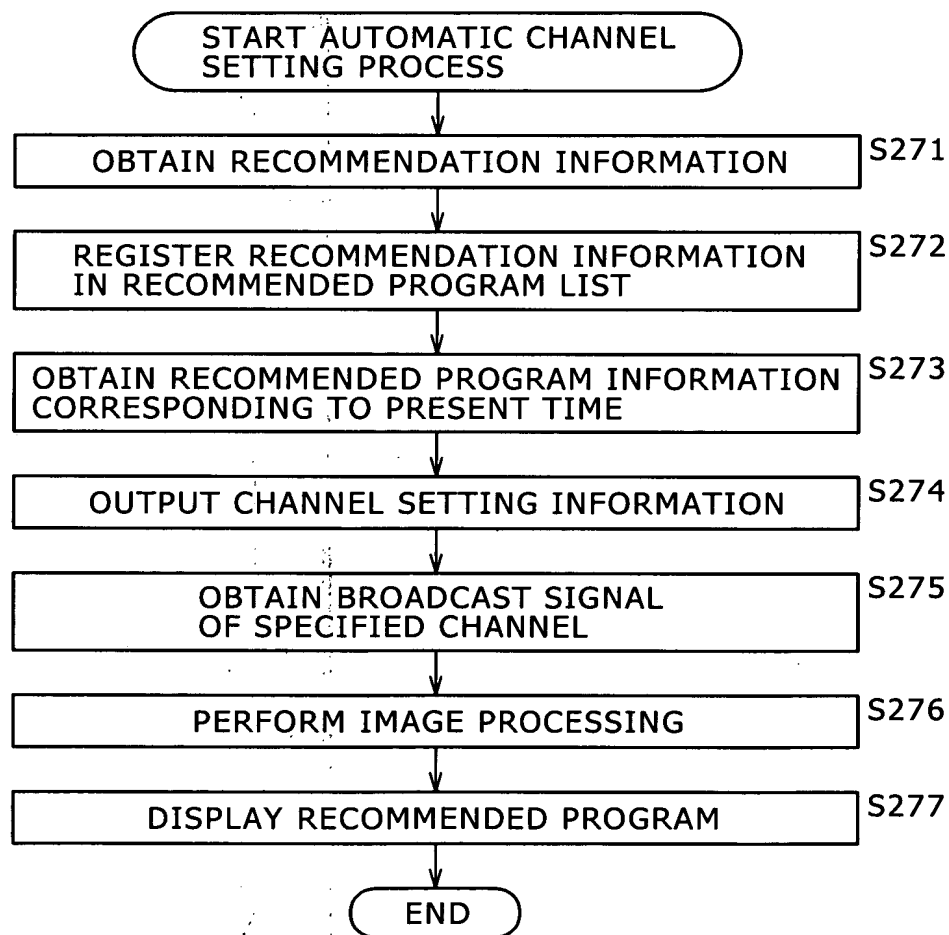 START AUTOMATIC CHANNEL
SETTING PROCESS
OBTAIN RECOMMENDATION INFORMATION
S271
REGISTER RECOMMENDATION INFORMATION
IN RECOMMENDED PROGRAM LIST
S272
OBTAIN RECOMMENDED PROGRAM INFORMATION
CORRESPONDING TO PRESENT TIME
S273
OUTPUT CHANNEL SETTING INFORMATION
S274
OBTAIN BROADCAST SIGNAL
OF SPECIFIED CHANNEL
S275
PERFORM IMAGE PROCESSING
S276
DISPLAY RECOMMENDED PROGRAM
S277
END